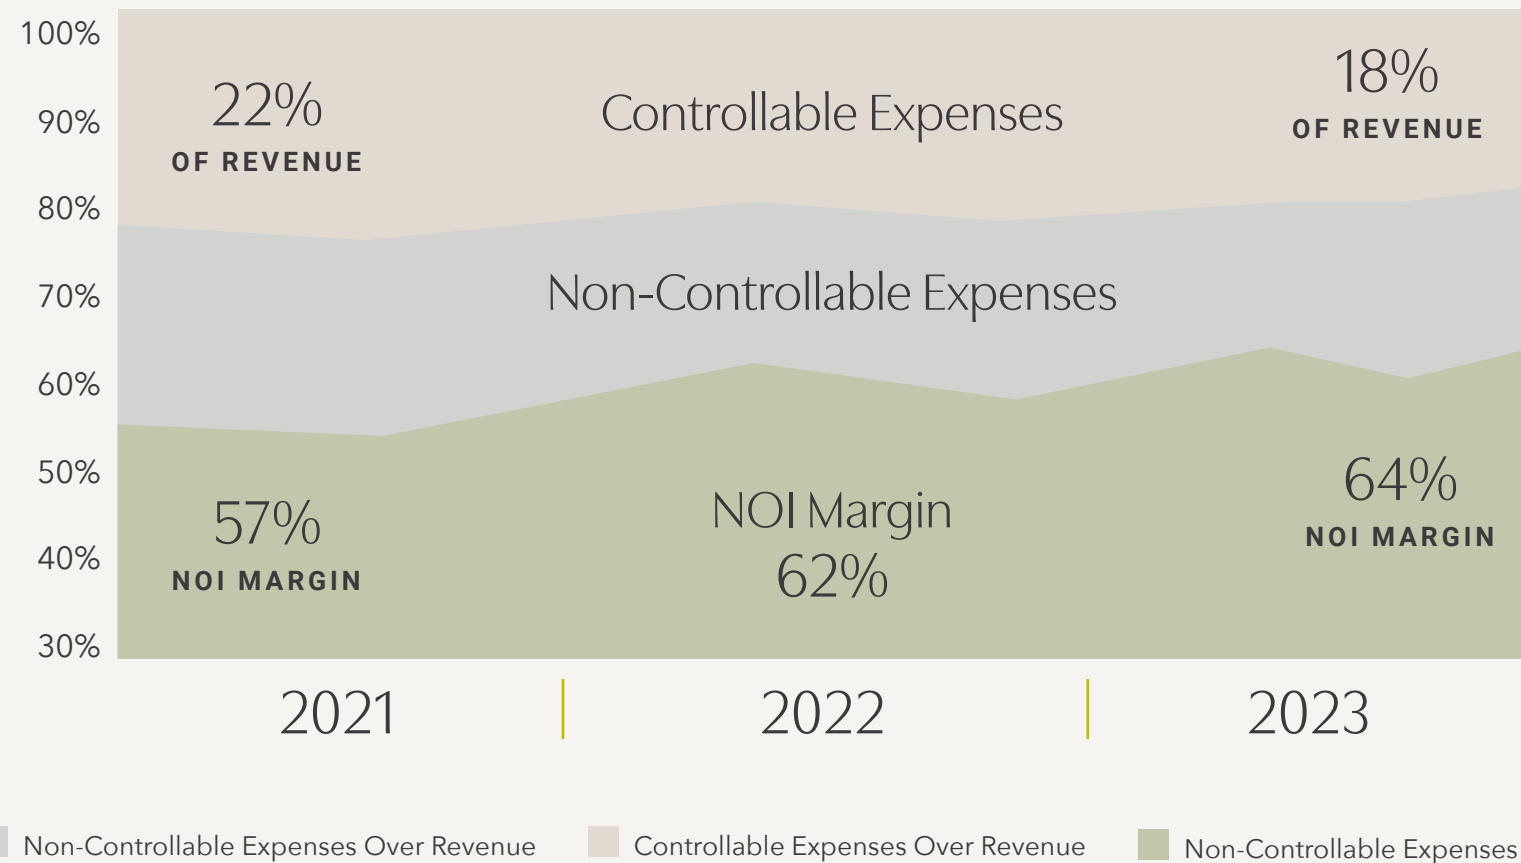 100%
90%
80%
70%
60%
50%
40%
30%
22%
OF REVENUE
Controllable Expenses
18%
OF REVENUE
Non-Controllable Expenses
57%
NOI MARGIN
NOI Margin
62%
64%
NOI MARGIN
2021
2022
2023
Non-Controllable Expenses Over Revenue
Controllable Expenses Over Revenue
Non-Controllable Expenses